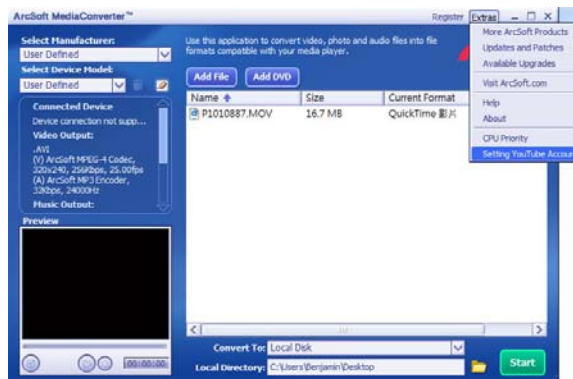 ArcSoft MediaConverter™
Register
Extras
More ArcSoft Products
Updates and Patches
Available Upgrades
Visit ArcSoft.com
Help
About
CPU Priority
Setting YouTube Accoun
Select Manufacturer:
User Defined
Select Device Model:
User Defined
Use this application to convert video, photo and audio files into file
formats compatible with your media player.
Add File
Add DVD
Name
Size
Current Format
P1010887.MOV
16.7 MB
QuickTime 影片
Connected Device
Device connection not supp...
Video Output:
.AVI
(V) ArcSoft MPEG-4 Codec,
320x240, 256Kbps, 25.00fps
(A) ArcSoft MP3 Encoder,
32Kbps, 24000Hz
Music Output:
Preview
00:00:00
Convert To:
Local Disk
Local Directory:
C:\Users\Benjamin\Desktop
Start